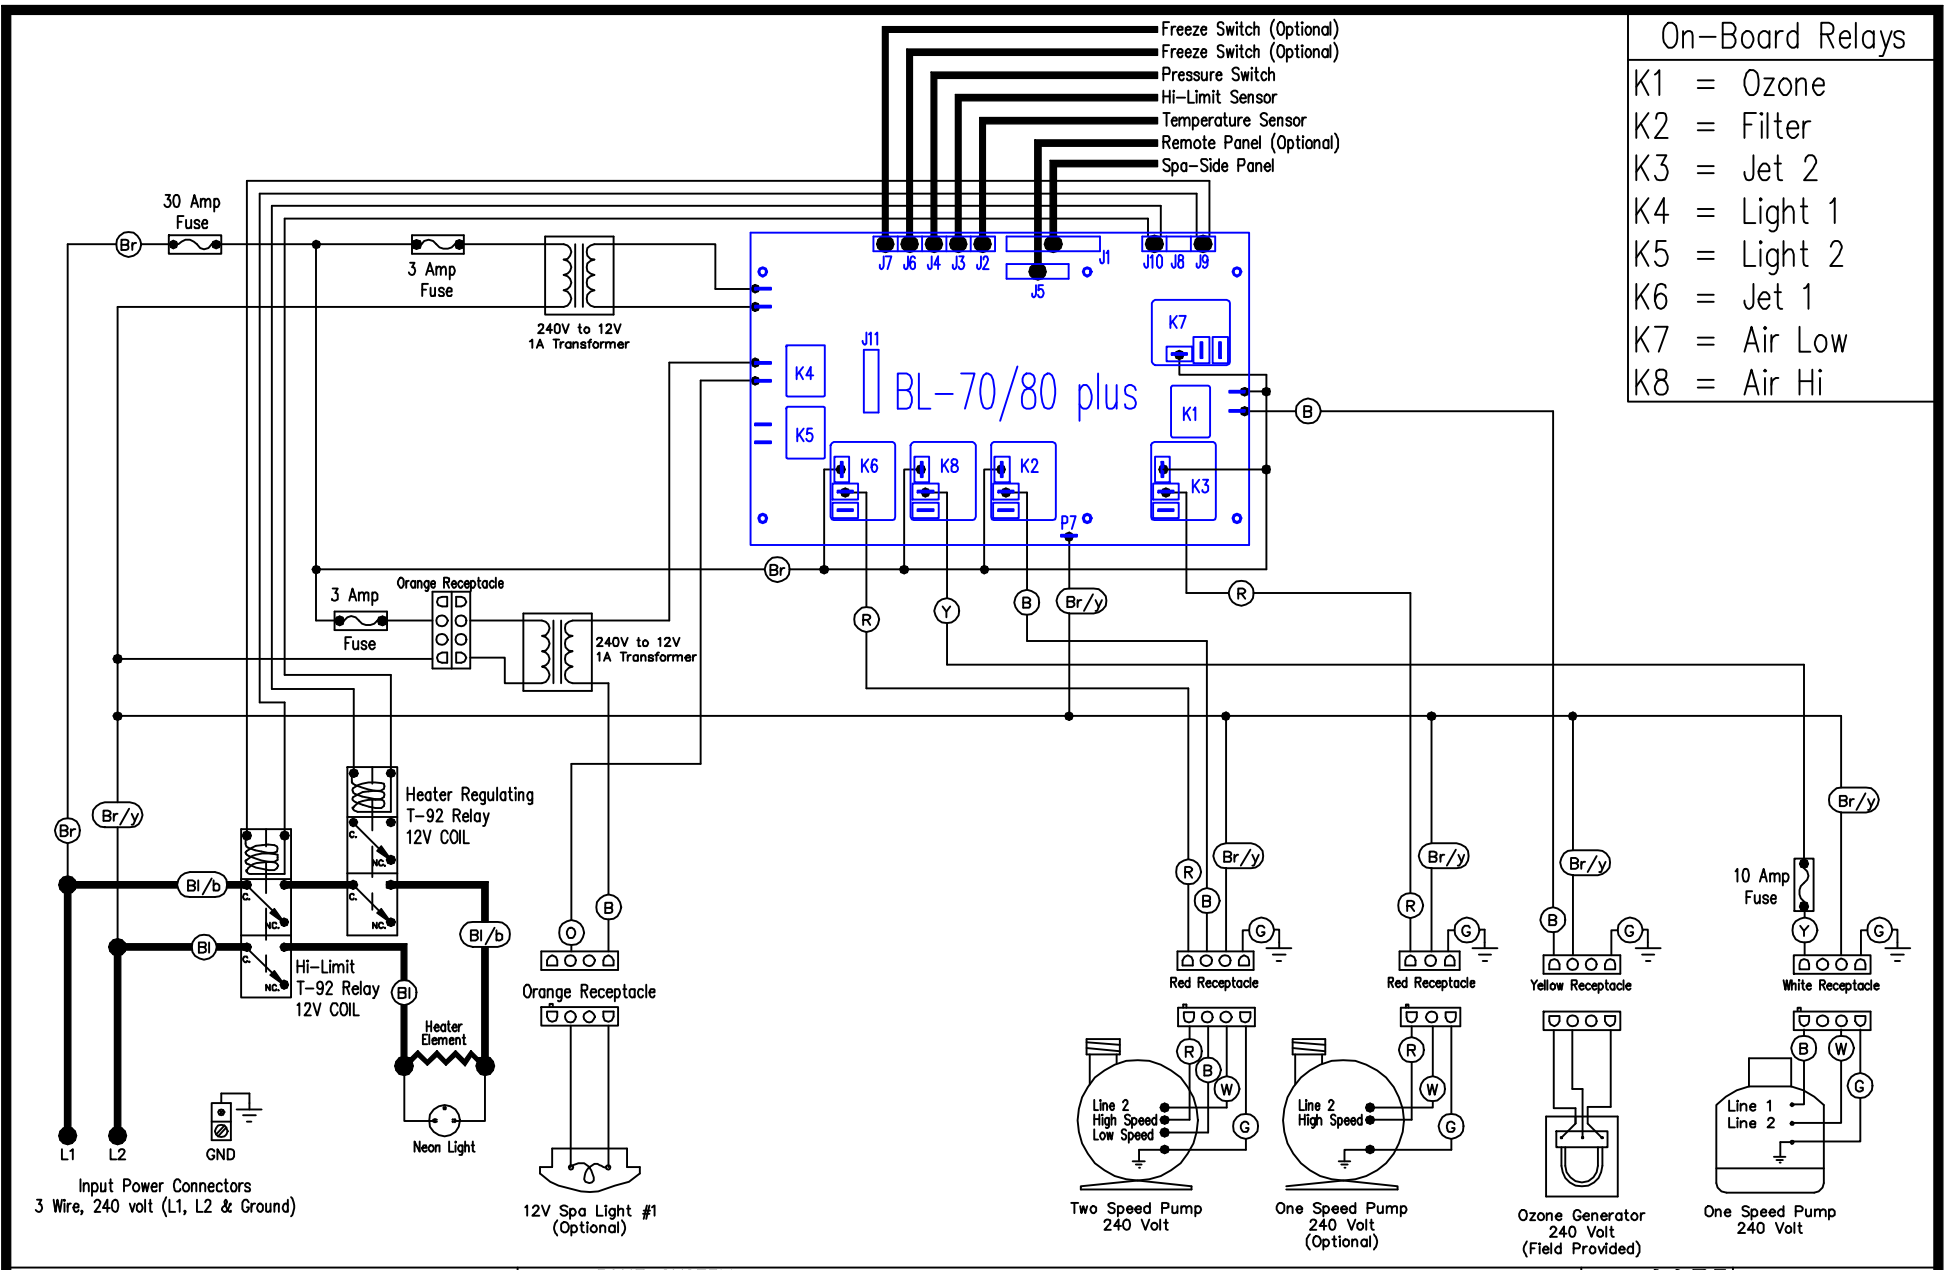 Freeze Switch (Optional)
Freeze Switch (Optional)
Pressure Switch
Hi-Limit Sensor
Temperature Sensor
Remote Panel (Optional)
Spa-Side Panel
On-Board Relays
K1 = Ozone
K2 = Filter
K3 = Jet 2
K4 = Light 1
K5 = Light 2
K6 = Jet 1
K7 = Air Low
K8 = Air Hi
30 Amp
Fuse
Br
3 Amp
Fuse
240V to 12V
1A Transformer
J7 J6 J4 J3 J2
J1
J5
J10 J8 J9
K7
J11
K4
BL-70/80 plus
K1
B
K5
K6
K8
K2
K3
P7
Br
Orange Receptacle
3 Amp
Fuse
240V to 12V
1A Transformer
R
Y
B
Br/y
R
Heater Regulating
T-92 Relay
12V COIL
C.
NC.
C.
NC.
Br
Br/y
Bl/b
C.
NC.
Bl
C.
NC.
Hi-Limit
T-92 Relay
12V COIL
Bl/b
Bl
Heater
Element
Neon Light
L1
L2
GND
Input Power Connectors
3 Wire, 240 volt (L1, L2 & Ground)
O
B
Orange Receptacle
12V Spa Light #1
(Optional)
R
B
Br/y
G
Red Receptacle
R
B
W
G
Line 2
High Speed
Low Speed
Two Speed Pump
240 Volt
R
Br/y
G
Red Receptacle
R
W
G
Line 2
High Speed
One Speed Pump
240 Volt
(Optional)
B
Br/y
G
Yellow Receptacle
Ozone Generator
240 Volt
(Field Provided)
10 Amp
Fuse
Y
Br/y
G
White Receptacle
B
W
G
Line 1
Line 2
One Speed Pump
240 Volt